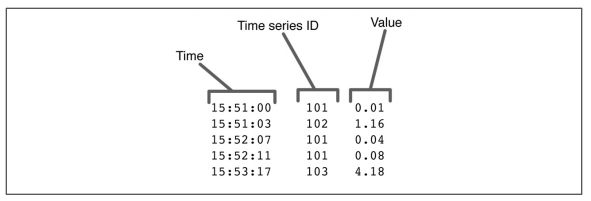 Time series ID
Value
Time
15:51:00 101 0.01
15:51:03 102 1.16
15:52:07 101 0.04
15:52:11 101 0.08
15:53:17 103 4.18